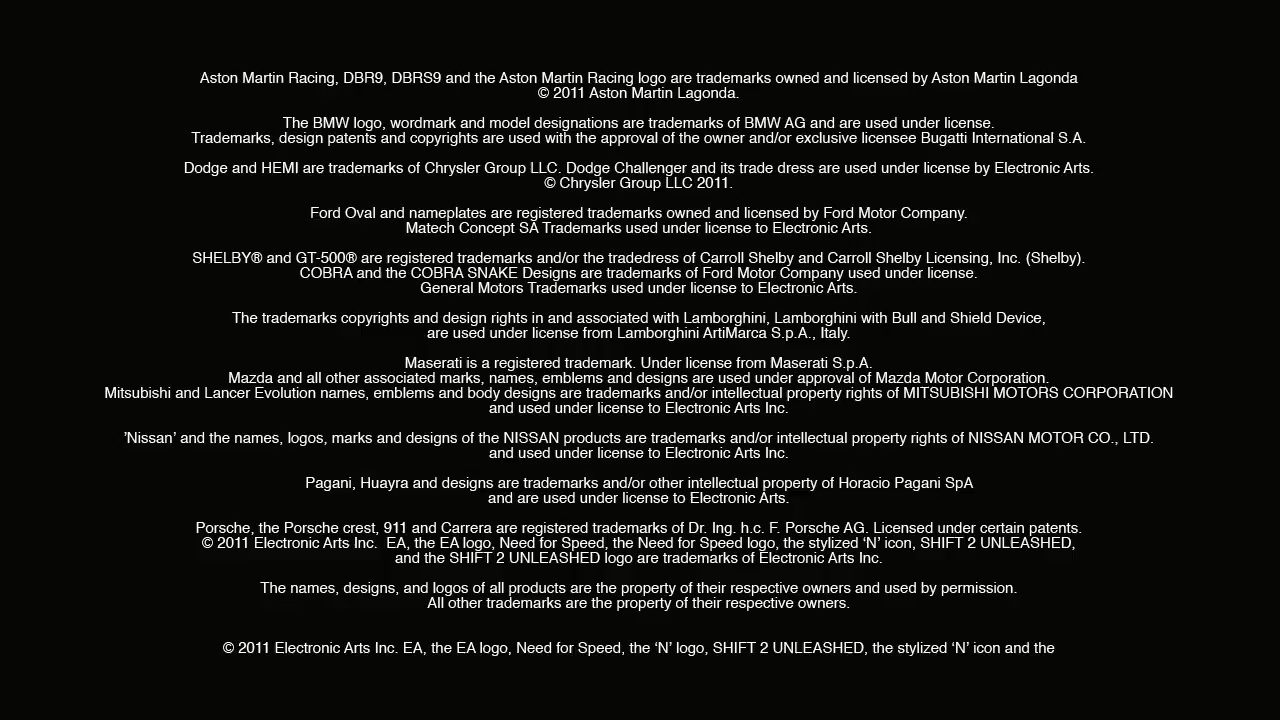 Aston Martin Racing, DBR9, DBRS9 and the Aston Martin Racing logo are trademarks owned and licensed by Aston Martin Lagonda
© 2011 Aston Martin Lagonda.
The BMW logo, wordmark and model designations are trademarks of BMW AG and are used under license.
Trademarks, design patents and copyrights are used with the approval of the owner and/or exclusive licensee Bugatti International S.A.
Dodge and HEMI are trademarks of Chrysler Group LLC. Dodge Challenger and its trade dress are used under license by Electronic Arts.
© Chrysler Group LLC 2011.
Ford Oval and nameplates are registered trademarks owned and licensed by Ford Motor Company.
Matech Concept SA Trademarks used under license to Electronic Arts.
SHELBY® and GT-500® are registered trademarks and/or the tradedress of Carroll Shelby and Carroll Shelby Licensing, Inc. (Shelby).
COBRA and the COBRA SNAKE Designs are trademarks of Ford Motor Company used under license.
General Motors Trademarks used under license to Electronic Arts.
The trademarks copyrights and design rights in and associated with Lamborghini, Lamborghini with Bull and Shield Device,
are used under license from Lamborghini ArtiMarca S.p.A., Italy.
Maserati is a registered trademark. Under license from Maserati S.p.A.
Mazda and all other associated marks, names, emblems and designs are used under approval of Mazda Motor Corporation.
Mitsubishi and Lancer Evolution names, emblems and body designs are trademarks and/or intellectual property rights of MITSUBISHI MOTORS CORPORATION
and used under license to Electronic Arts Inc.
’Nissan’ and the names, logos, marks and designs of the NISSAN products are trademarks and/or intellectual property rights of NISSAN MOTOR CO., LTD.
and used under license to Electronic Arts Inc.
Pagani, Huayra and designs are trademarks and/or other intellectual property of Horacio Pagani SpA
and are used under license to Electronic Arts.
Porsche, the Porsche crest, 911 and Carrera are registered trademarks of Dr. Ing. h.c. F. Porsche AG. Licensed under certain patents.
© 2011 Electronic Arts Inc.  EA, the EA logo, Need for Speed, the Need for Speed logo, the stylized ‘N’ icon, SHIFT 2 UNLEASHED,
and the SHIFT 2 UNLEASHED logo are trademarks of Electronic Arts Inc.
The names, designs, and logos of all products are the property of their respective owners and used by permission.
All other trademarks are the property of their respective owners.
© 2011 Electronic Arts Inc. EA, the EA logo, Need for Speed, the ‘N’ logo, SHIFT 2 UNLEASHED, the stylized ‘N’ icon and the